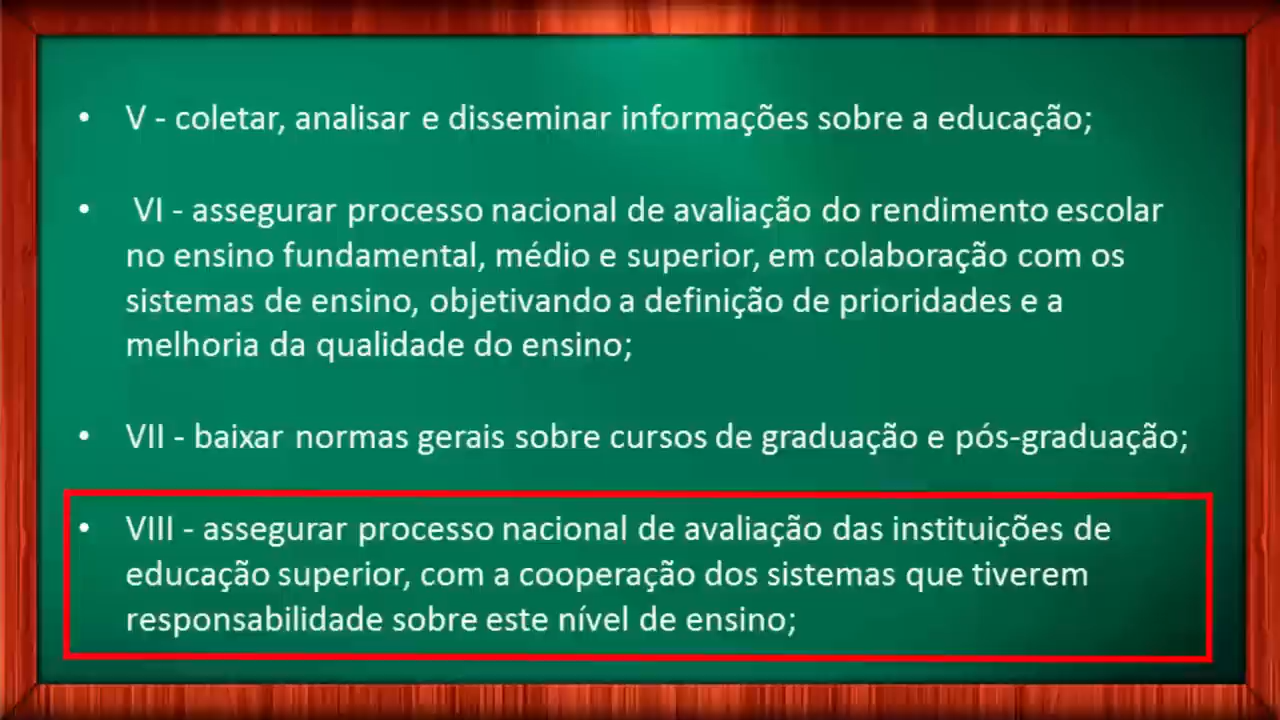 • V - coletar, analisar e disseminar informações sobre a educação;
• VI - assegurar processo nacional de avaliação do rendimento escolar
no ensino fundamental, médio e superior, em colaboração com os
sistemas de ensino, objetivando a definição de prioridades e a
melhoria da qualidade do ensino;
• VII - baixar normas gerais sobre cursos de graduação e pós-graduação;
• VIII - assegurar processo nacional de avaliação das instituições de
educação superior, com a cooperação dos sistemas que tiverem
responsabilidade sobre este nível de ensino;